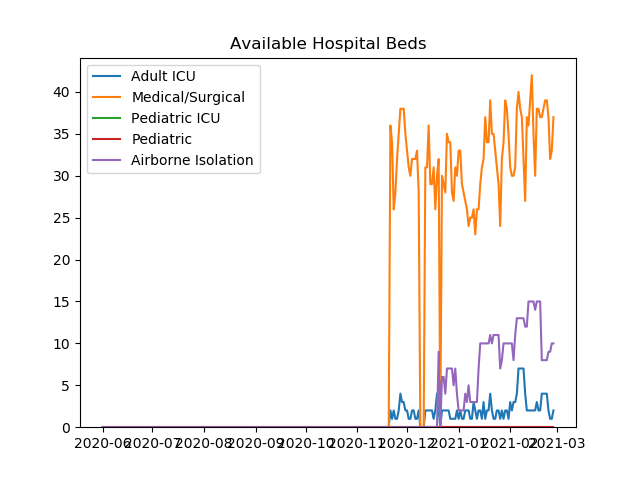 Available Hospital Beds
Adult ICU
Medical/Surgical
Pediatric ICU
Pediatric
Airborne Isolation
40
35
30
25
20
15
10
5
0
2020-06 2020-07 2020-08 2020-09 2020-10 2020-11 2020-12 2021-01 2021-02 2021-03